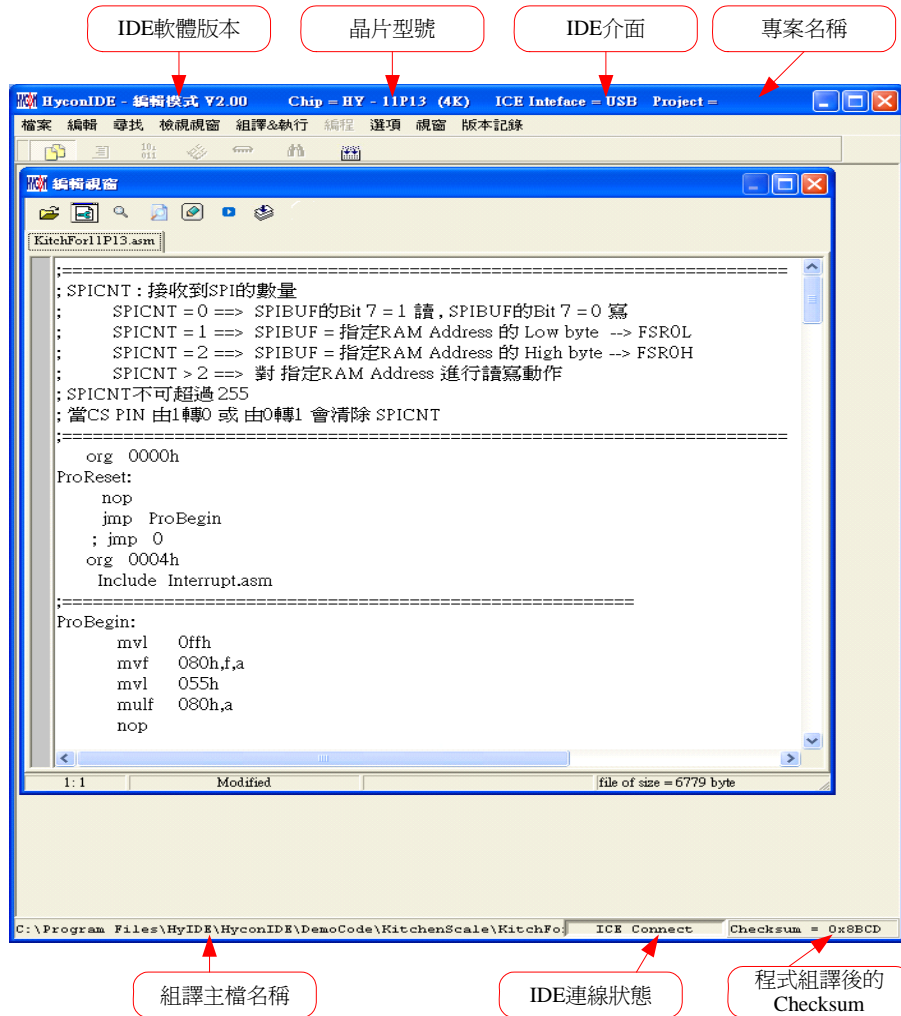 IDE軟體版本 晶片型號 IDE介面 專案名稱
HyconIDE - 編輯模式 V2.00 Chip = HY - 11P13 (4K) ICE Inteface = USB Project =
檔案 編輯 尋找 檢視視窗 組譯&執行 編程 選項 視窗 版本記錄
編輯視窗
KitchForl1P13.asm
;=======================================================================
; SPICNT : 接收到SPI的數量
; SPICNT = 0 ==> SPIBUF的Bit 7 = 1 讀 , SPIBUF的Bit 7 = 0 寫
; SPICNT = 1 ==> SPIBUF = 指定RAM Address 的 Low byte --> FSR0L
; SPICNT = 2 ==> SPIBUF = 指定RAM Address 的 High byte --> FSR0H
; SPICNT > 2 ==> 對 指定RAM Address 進行讀寫動作
; SPICNT不可超過 255
; 當CS PIN 由1轉0 或 由0轉1 會清除 SPICNT
;=======================================================================
org 0000h
ProReset:
nop
jmp ProBegin
; jmp 0
org 0004h
Include Interrupt.asm
;========================================================
ProBegin:
mvl 0ffh
mvf 080h,f,a
mvl 055h
mulf 080h,a
nop
1: 1 Modified file of size = 6779 byte
C:\Program Files\HyIDE\HyconIDE\DemoCode\KitchenScale\KitchFo ICE Connect Checksum = 0x8BCD
組譯主檔名稱 IDE連線狀態 程式組譯後的
Checksum